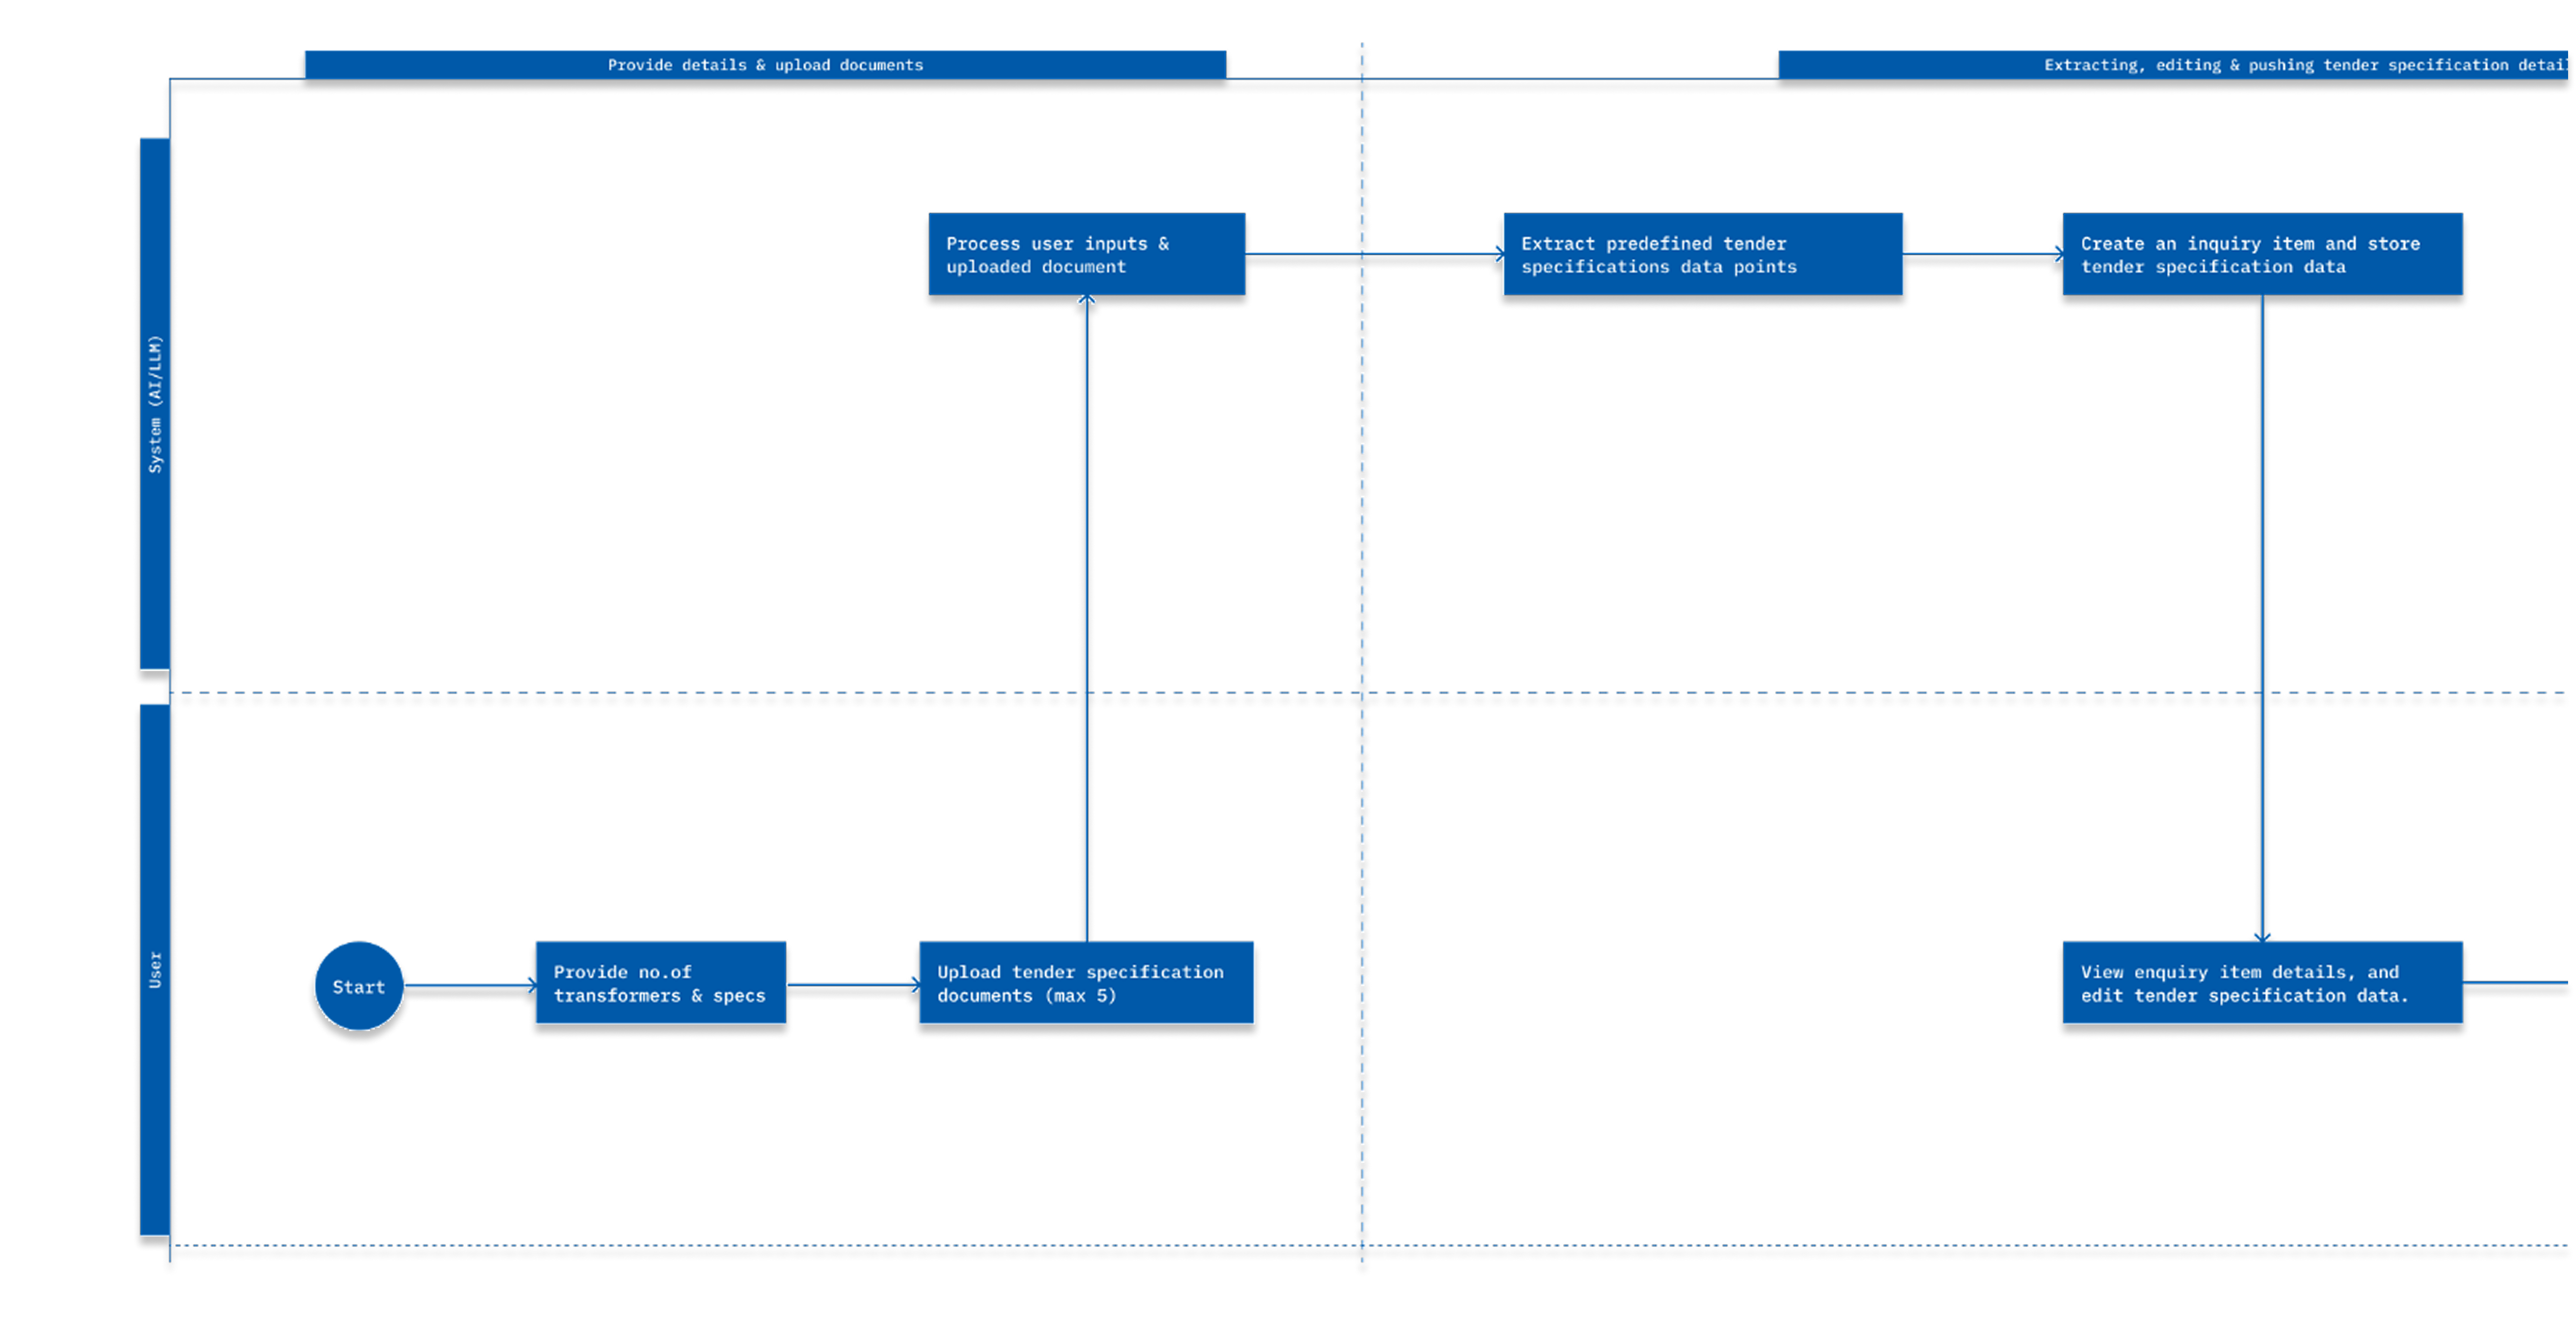 Provide details & upload documents
Extracting, editing & pushing tender specification detai
System (AI/LLM)
Process user inputs &
uploaded document
Extract predefined tender
specifications data points
Create an inquiry item and store
tender specification data
User
Start
Provide no.of
transformers & specs
Upload tender specification
documents (max 5)
View enquiry item details, and
edit tender specification data.